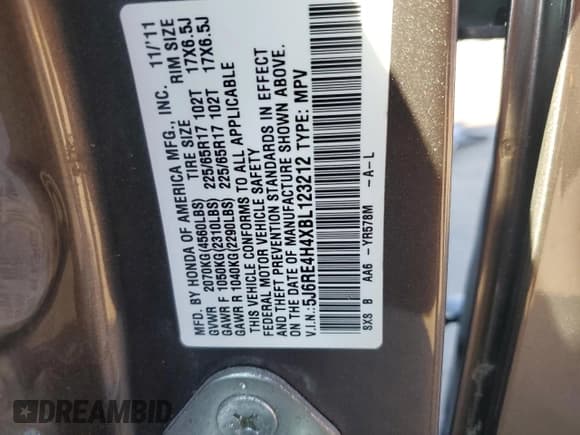 MFD. BY HONDA OF AMERICA MFG., INC. 11/'11
GVWR 2070KG(4560LBS) TIRE SIZE RIM SIZE
GAWR F 1050KG(2310LBS) 225/65R17 102T 17X6.5J
GAWR R 1040KG(2290LBS) 225/65R17 102T 17X6.5J
THIS VEHICLE CONFORMS TO ALL APPLICABLE
FEDERAL MOTOR VEHICLE SAFETY
AND THEFT PREVENTION STANDARDS IN EFFECT
ON THE DATE OF MANUFACTURE SHOWN ABOVE.
V.I.N.:5J6RE4H4XBL123212 TYPE: MPV
SXS B AA6 -YR578M -A-L
DREAMBID